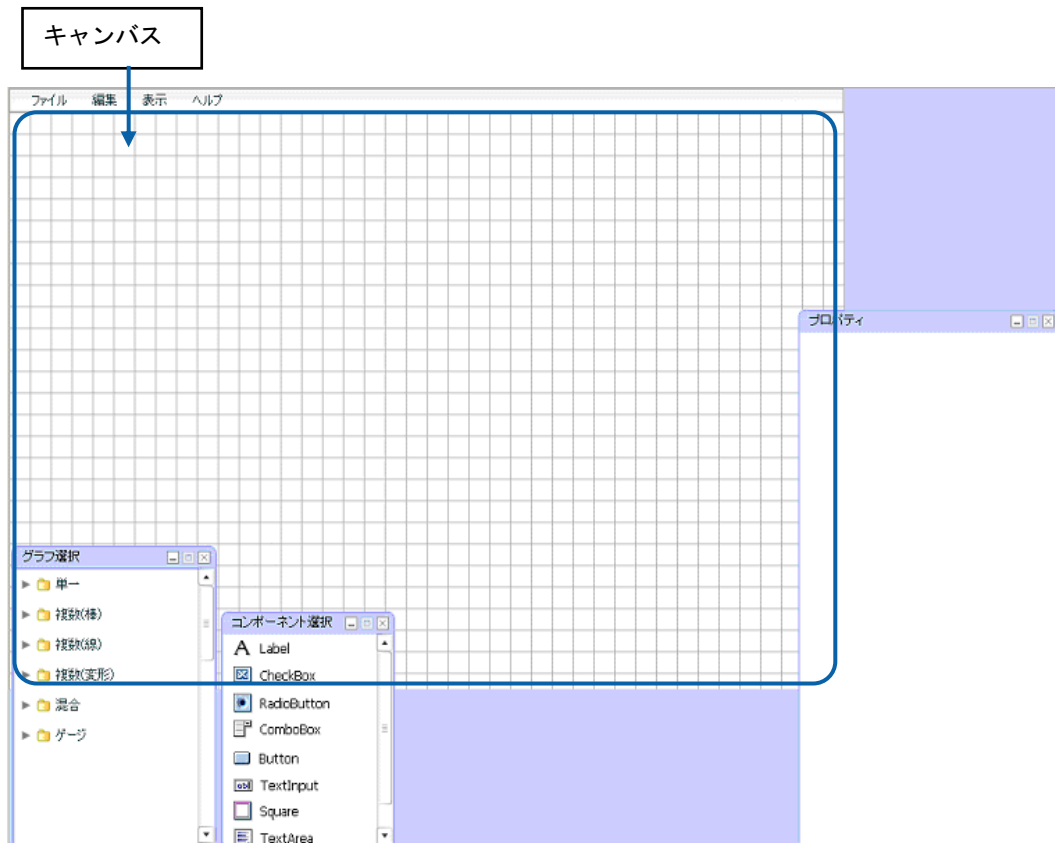 キャンバス
ファイル 編集 表示 ヘルプ
プロパティ
グラフ選択
単一
複数(棒)
複数(線)
複数(変形)
混合
ゲージ
コンポーネント選択
A Label
CheckBox
RadioButton
ComboBox
Button
abl TextInput
Square
TextArea